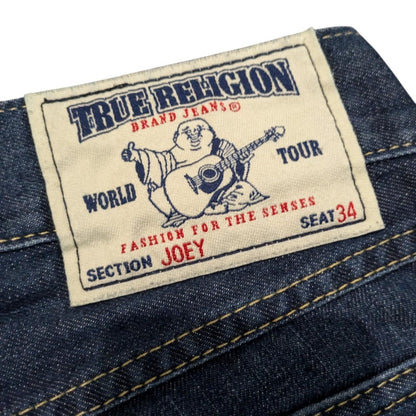 TRUE RELIGION
BRAND JEANS®
WORLD TOUR
FASHION FOR THE SENSES
SECTION JOEY SEAT 34